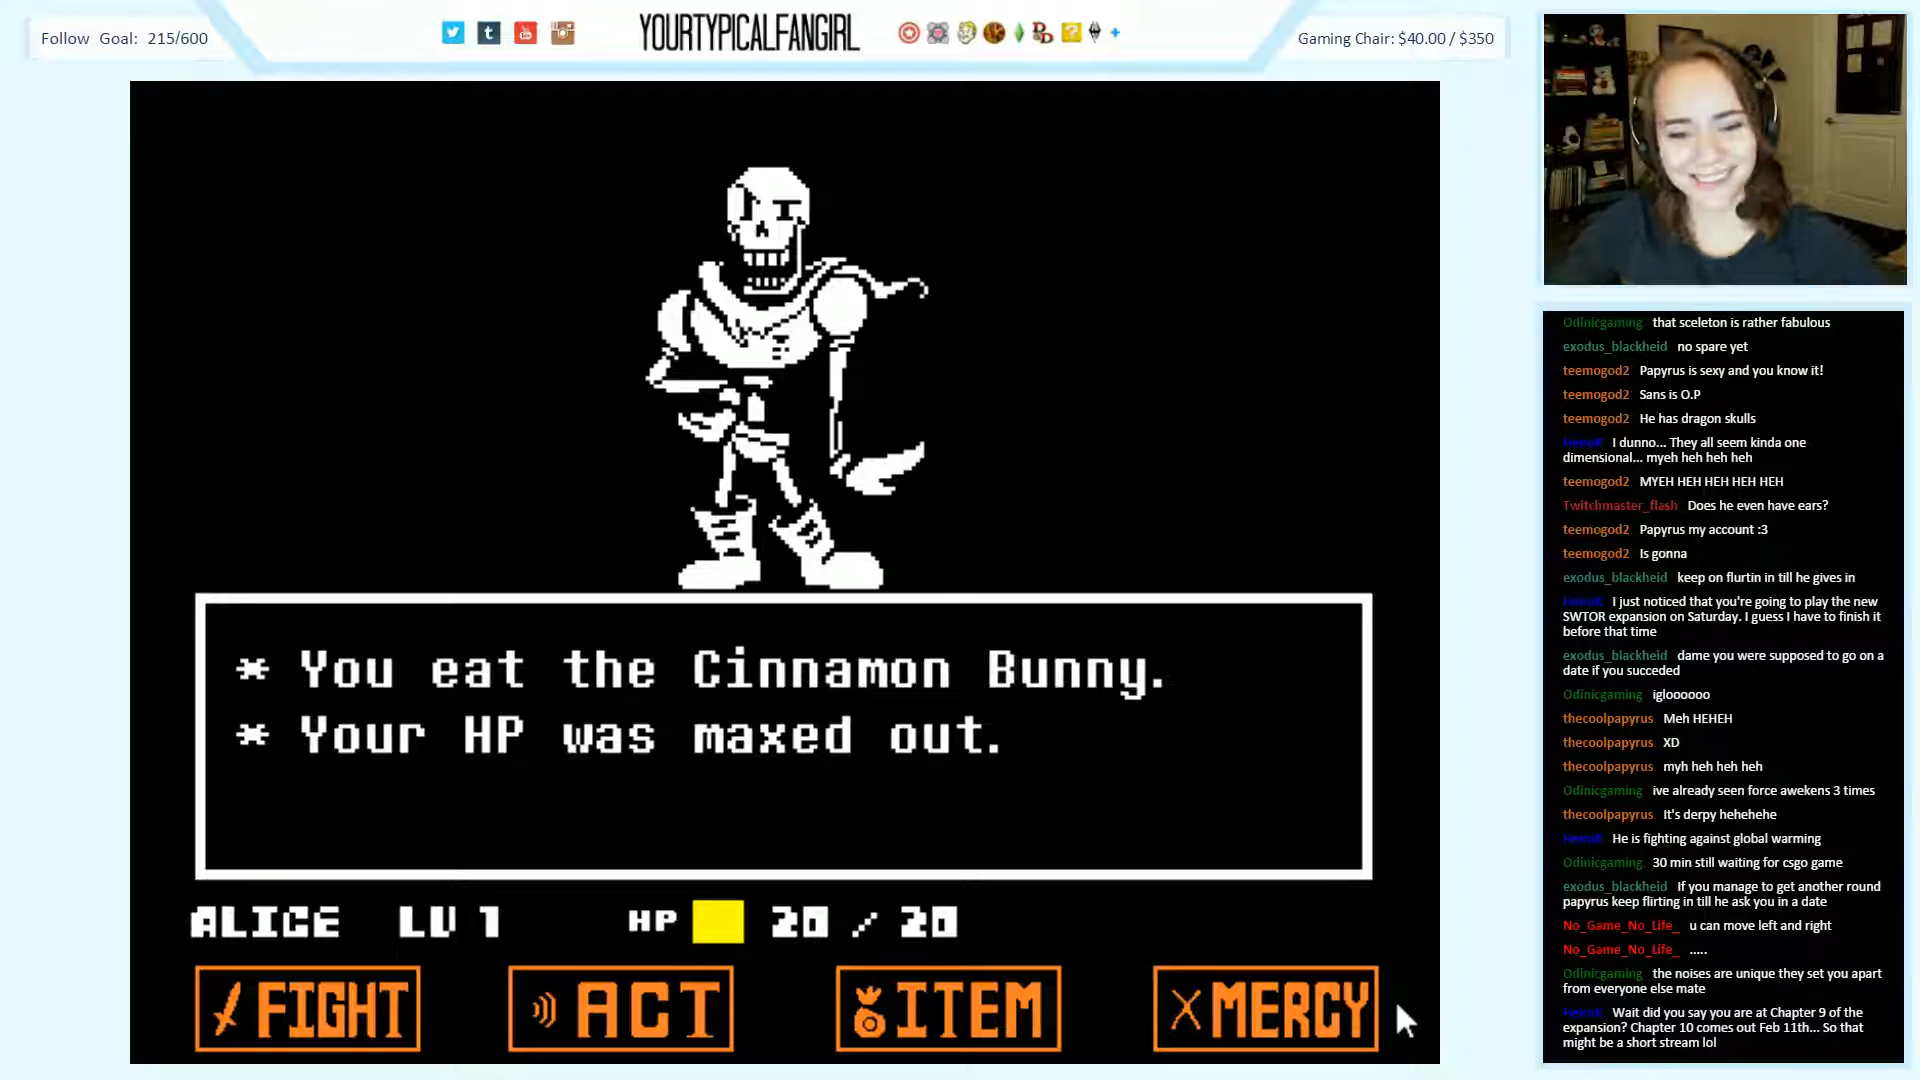 Follow Goal: 215/600
YOURTYPICALFANGIRL
Gaming Chair: $40.00 / $350
* You eat the Cinnamon Bunny.
* Your HP was maxed out.
ALICE LV 1 HP 20 / 20
FIGHT ACT ITEM MERCY
Odinicgaming that sceleton is rather fabulous
exodus_blackheid no spare yet
teemogod2 Papyrus is sexy and you know it!
teemogod2 Sans is O.P
teemogod2 He has dragon skulls
I dunno... They all seem kinda one
dimensional... myeh heh heh heh
teemogod2 MYEH HEH HEH HEH HEH
Twitchmaster_flash Does he even have ears?
teemogod2 Papyrus my account :3
teemogod2 Is gonna
exodus_blackheid keep on flurtin in till he gives in
I just noticed that you're going to play the new
SWTOR expansion on Saturday. I guess I have to finish it
before that time
exodus_blackheid dame you were supposed to go on a
date if you succeded
Odinicgaming igloooooo
thecoolpapyrus Meh HEHEH
thecoolpapyrus XD
thecoolpapyrus myh heh heh heh
Odinicgaming ive already seen force awekens 3 times
thecoolpapyrus It's derpy hehehehe
He is fighting against global warming
Odinicgaming 30 min still waiting for csgo game
exodus_blackheid If you manage to get another round
papyrus keep flirting in till he ask you in a date
No_Game_No_Life_ u can move left and right
No_Game_No_Life_ .....
Odinicgaming the noises are unique they set you apart
from everyone else mate
Wait did you say you are at Chapter 9 of the
expansion? Chapter 10 comes out Feb 11th... So that
might be a short stream lol